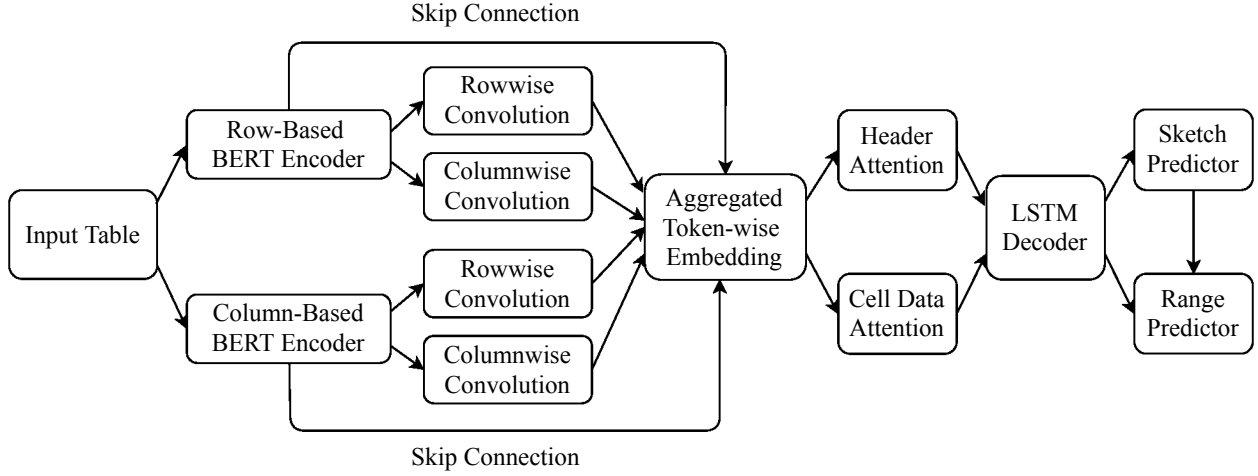 Skip Connection
Rowwise
Convolution
Row-Based
BERT Encoder
Columnwise
Convolution
Input Table
Rowwise
Convolution
Column-Based
BERT Encoder
Columnwise
Convolution
Skip Connection
Aggregated
Token-wise
Embedding
Header
Attention
Cell Data
Attention
LSTM
Decoder
Sketch
Predictor
Range
Predictor